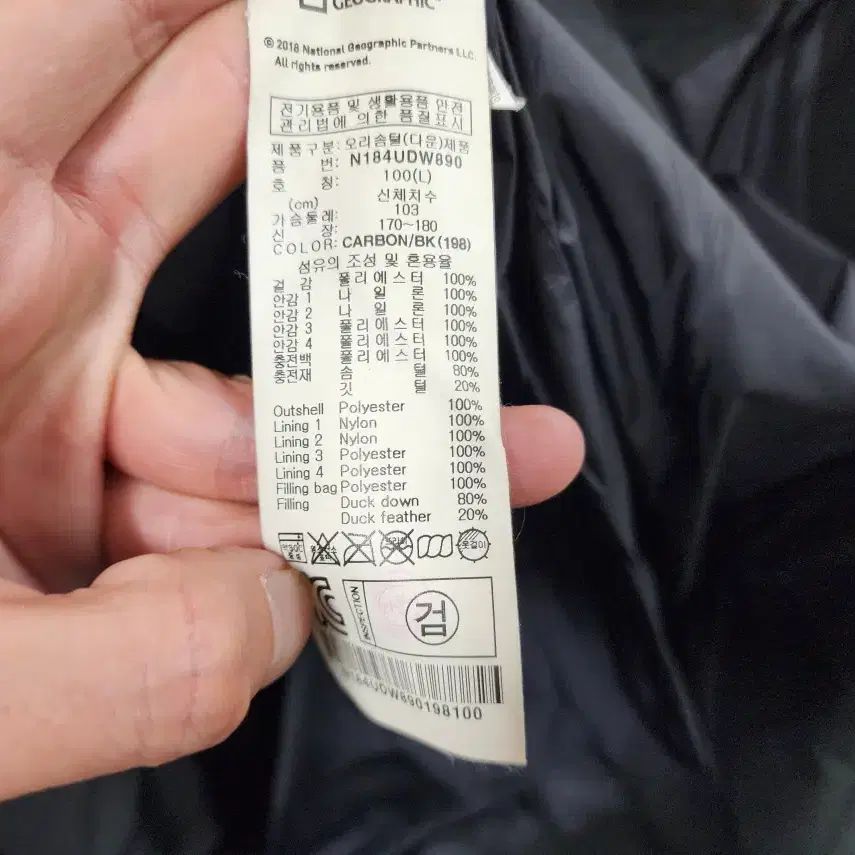 GEOGRAPHIC
© 2018 National Geographic Partners LLC.
All rights reserved.
전기용품 및 생활용품 안전
관리법에 의한 품질표시
제품구분: 오리솜털(다운)제품
품 번: N184UDW890
호 칭: 100(L)
(cm) 신체치수
가슴둘레: 103
신 장: 170~180
COLOR: CARBON/BK(198)
섬유의 조성 및 혼용율
겉 감 폴리에스터 100%
안감 1 나 일 론 100%
안감 2 나 일 론 100%
안감 3 폴리에스터 100%
안감 4 폴리에스터 100%
충전백 폴리에스터 100%
충전재 솜 털 80%
깃 털 20%
Outshell Polyester 100%
Lining 1 Nylon 100%
Lining 2 Nylon 100%
Lining 3 Polyester 100%
Lining 4 Polyester 100%
Filling bag Polyester 100%
Filling Duck down 80%
Duck feather 20%
옷걸이
INSPECTION
검
N184UDW890198100